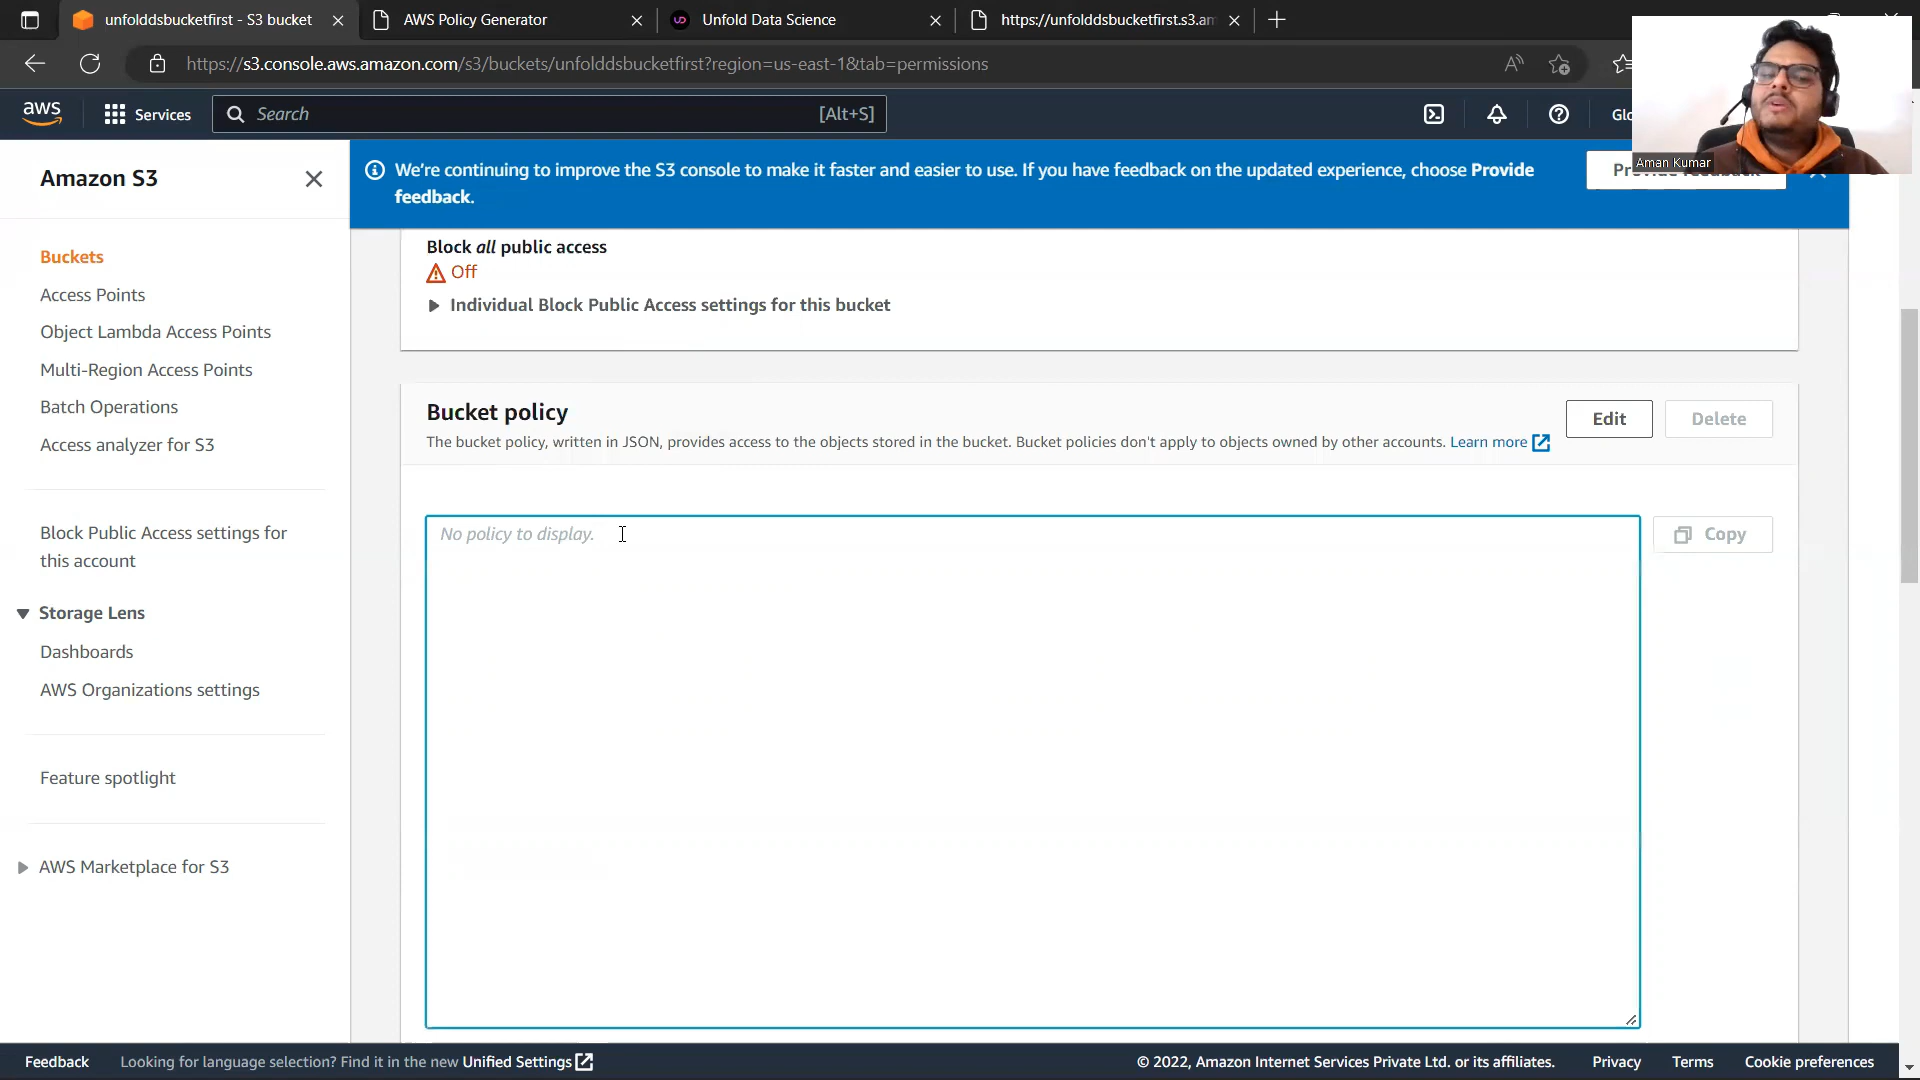 unfolddsbucketfirst - S3 bucket
AWS Policy Generator
Unfold Data Science
https://unfolddsbucketfirst.s3.am
https://s3.console.aws.amazon.com/s3/buckets/unfolddsbucketfirst?region=us-east-1&tab=permissions
aws
Services
Search
[Alt+S]
Glo
Aman Kumar
Amazon S3
We're continuing to improve the S3 console to make it faster and easier to use. If you have feedback on the updated experience, choose Provide
feedback.
Buckets
Access Points
Object Lambda Access Points
Multi-Region Access Points
Batch Operations
Access analyzer for S3
Block Public Access settings for
this account
Storage Lens
Dashboards
AWS Organizations settings
Feature spotlight
AWS Marketplace for S3
Block all public access
Off
Individual Block Public Access settings for this bucket
Bucket policy
Edit
Delete
The bucket policy, written in JSON, provides access to the objects stored in the bucket. Bucket policies don't apply to objects owned by other accounts. Learn more
No policy to display.
Copy
Feedback
Looking for language selection? Find it in the new Unified Settings
© 2022, Amazon Internet Services Private Ltd. or its affiliates.
Privacy
Terms
Cookie preferences